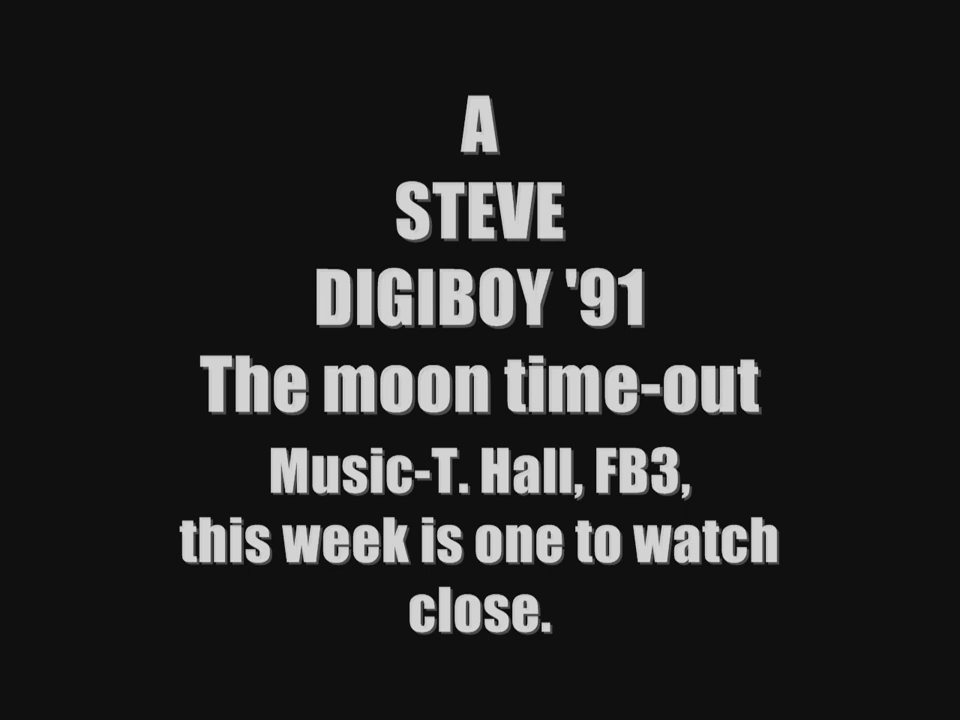 A
STEVE
DIGIBOY '91
The moon time-out
Music-T. Hall, FB3,
this week is one to watch
close.